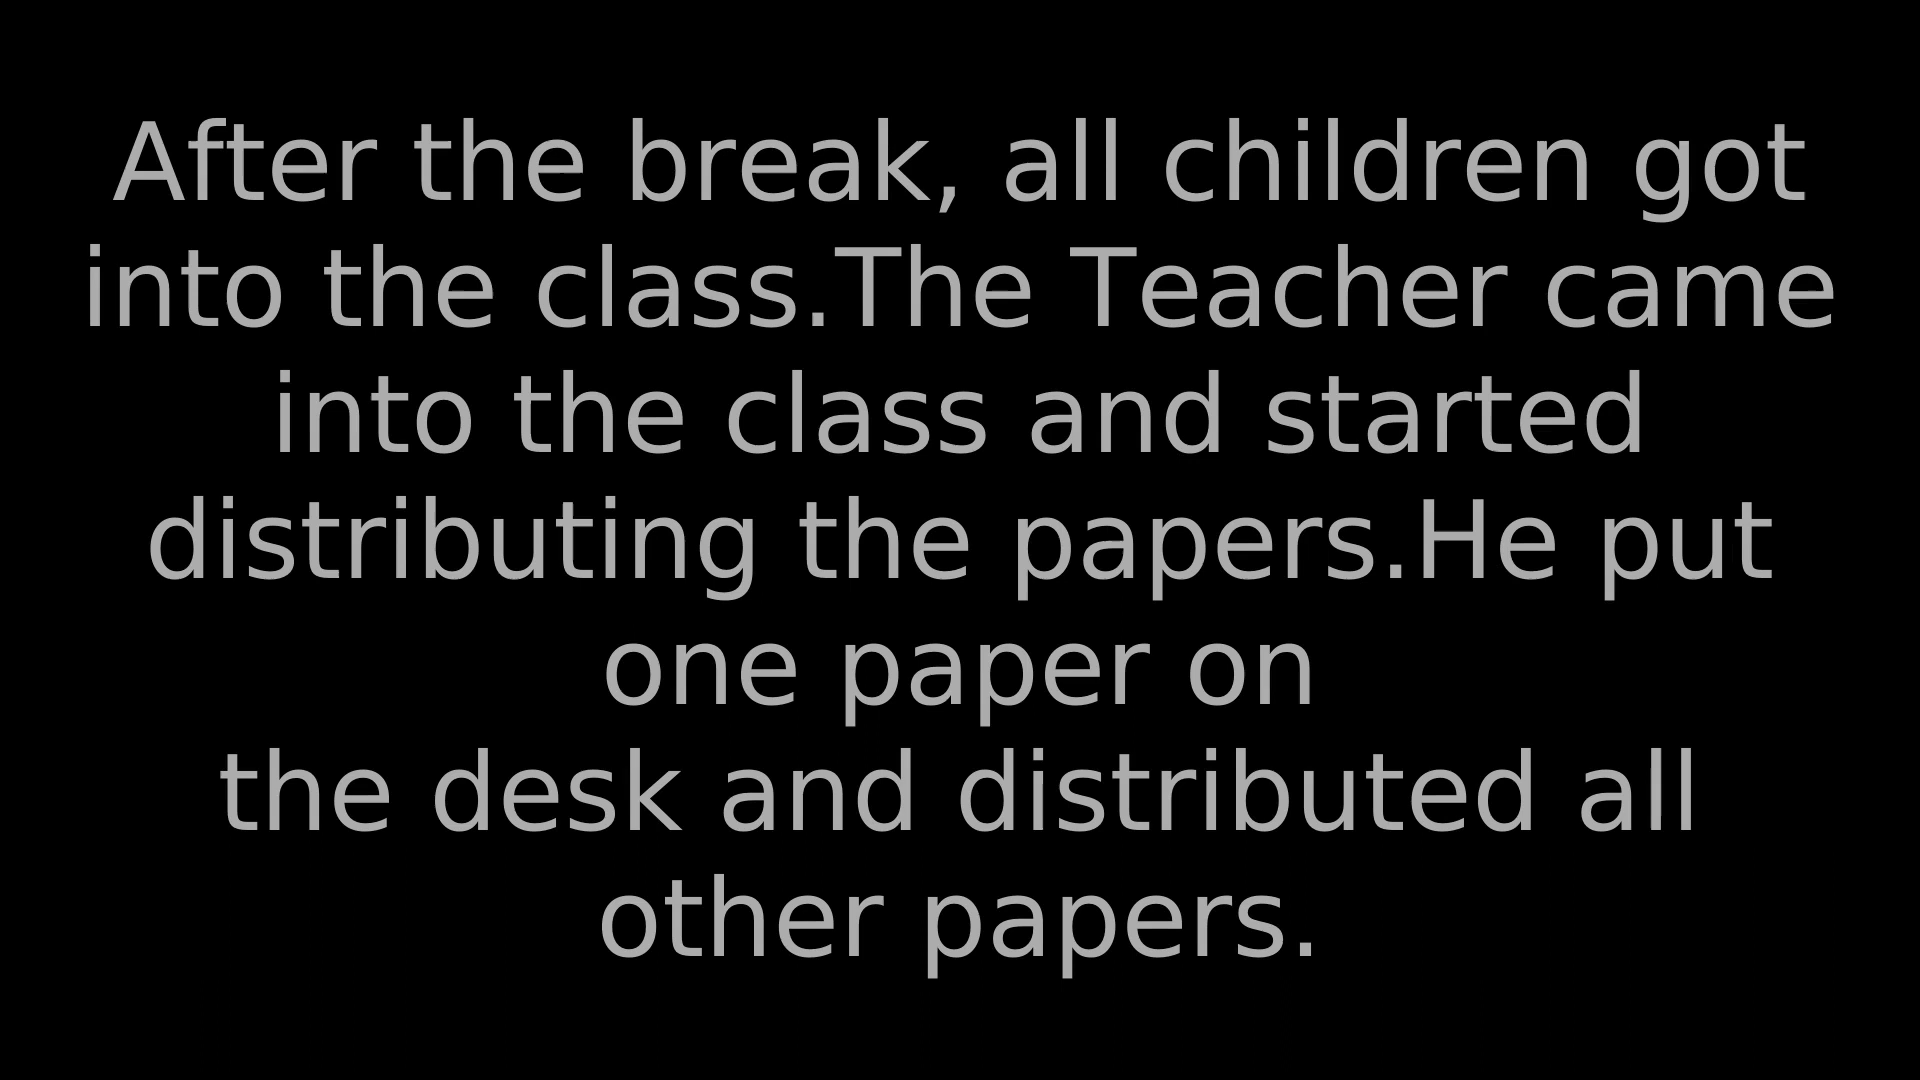 After the break, all children got
into the class.The Teacher came
into the class and started
distributing the papers.He put
one paper on
the desk and distributed all
other papers.